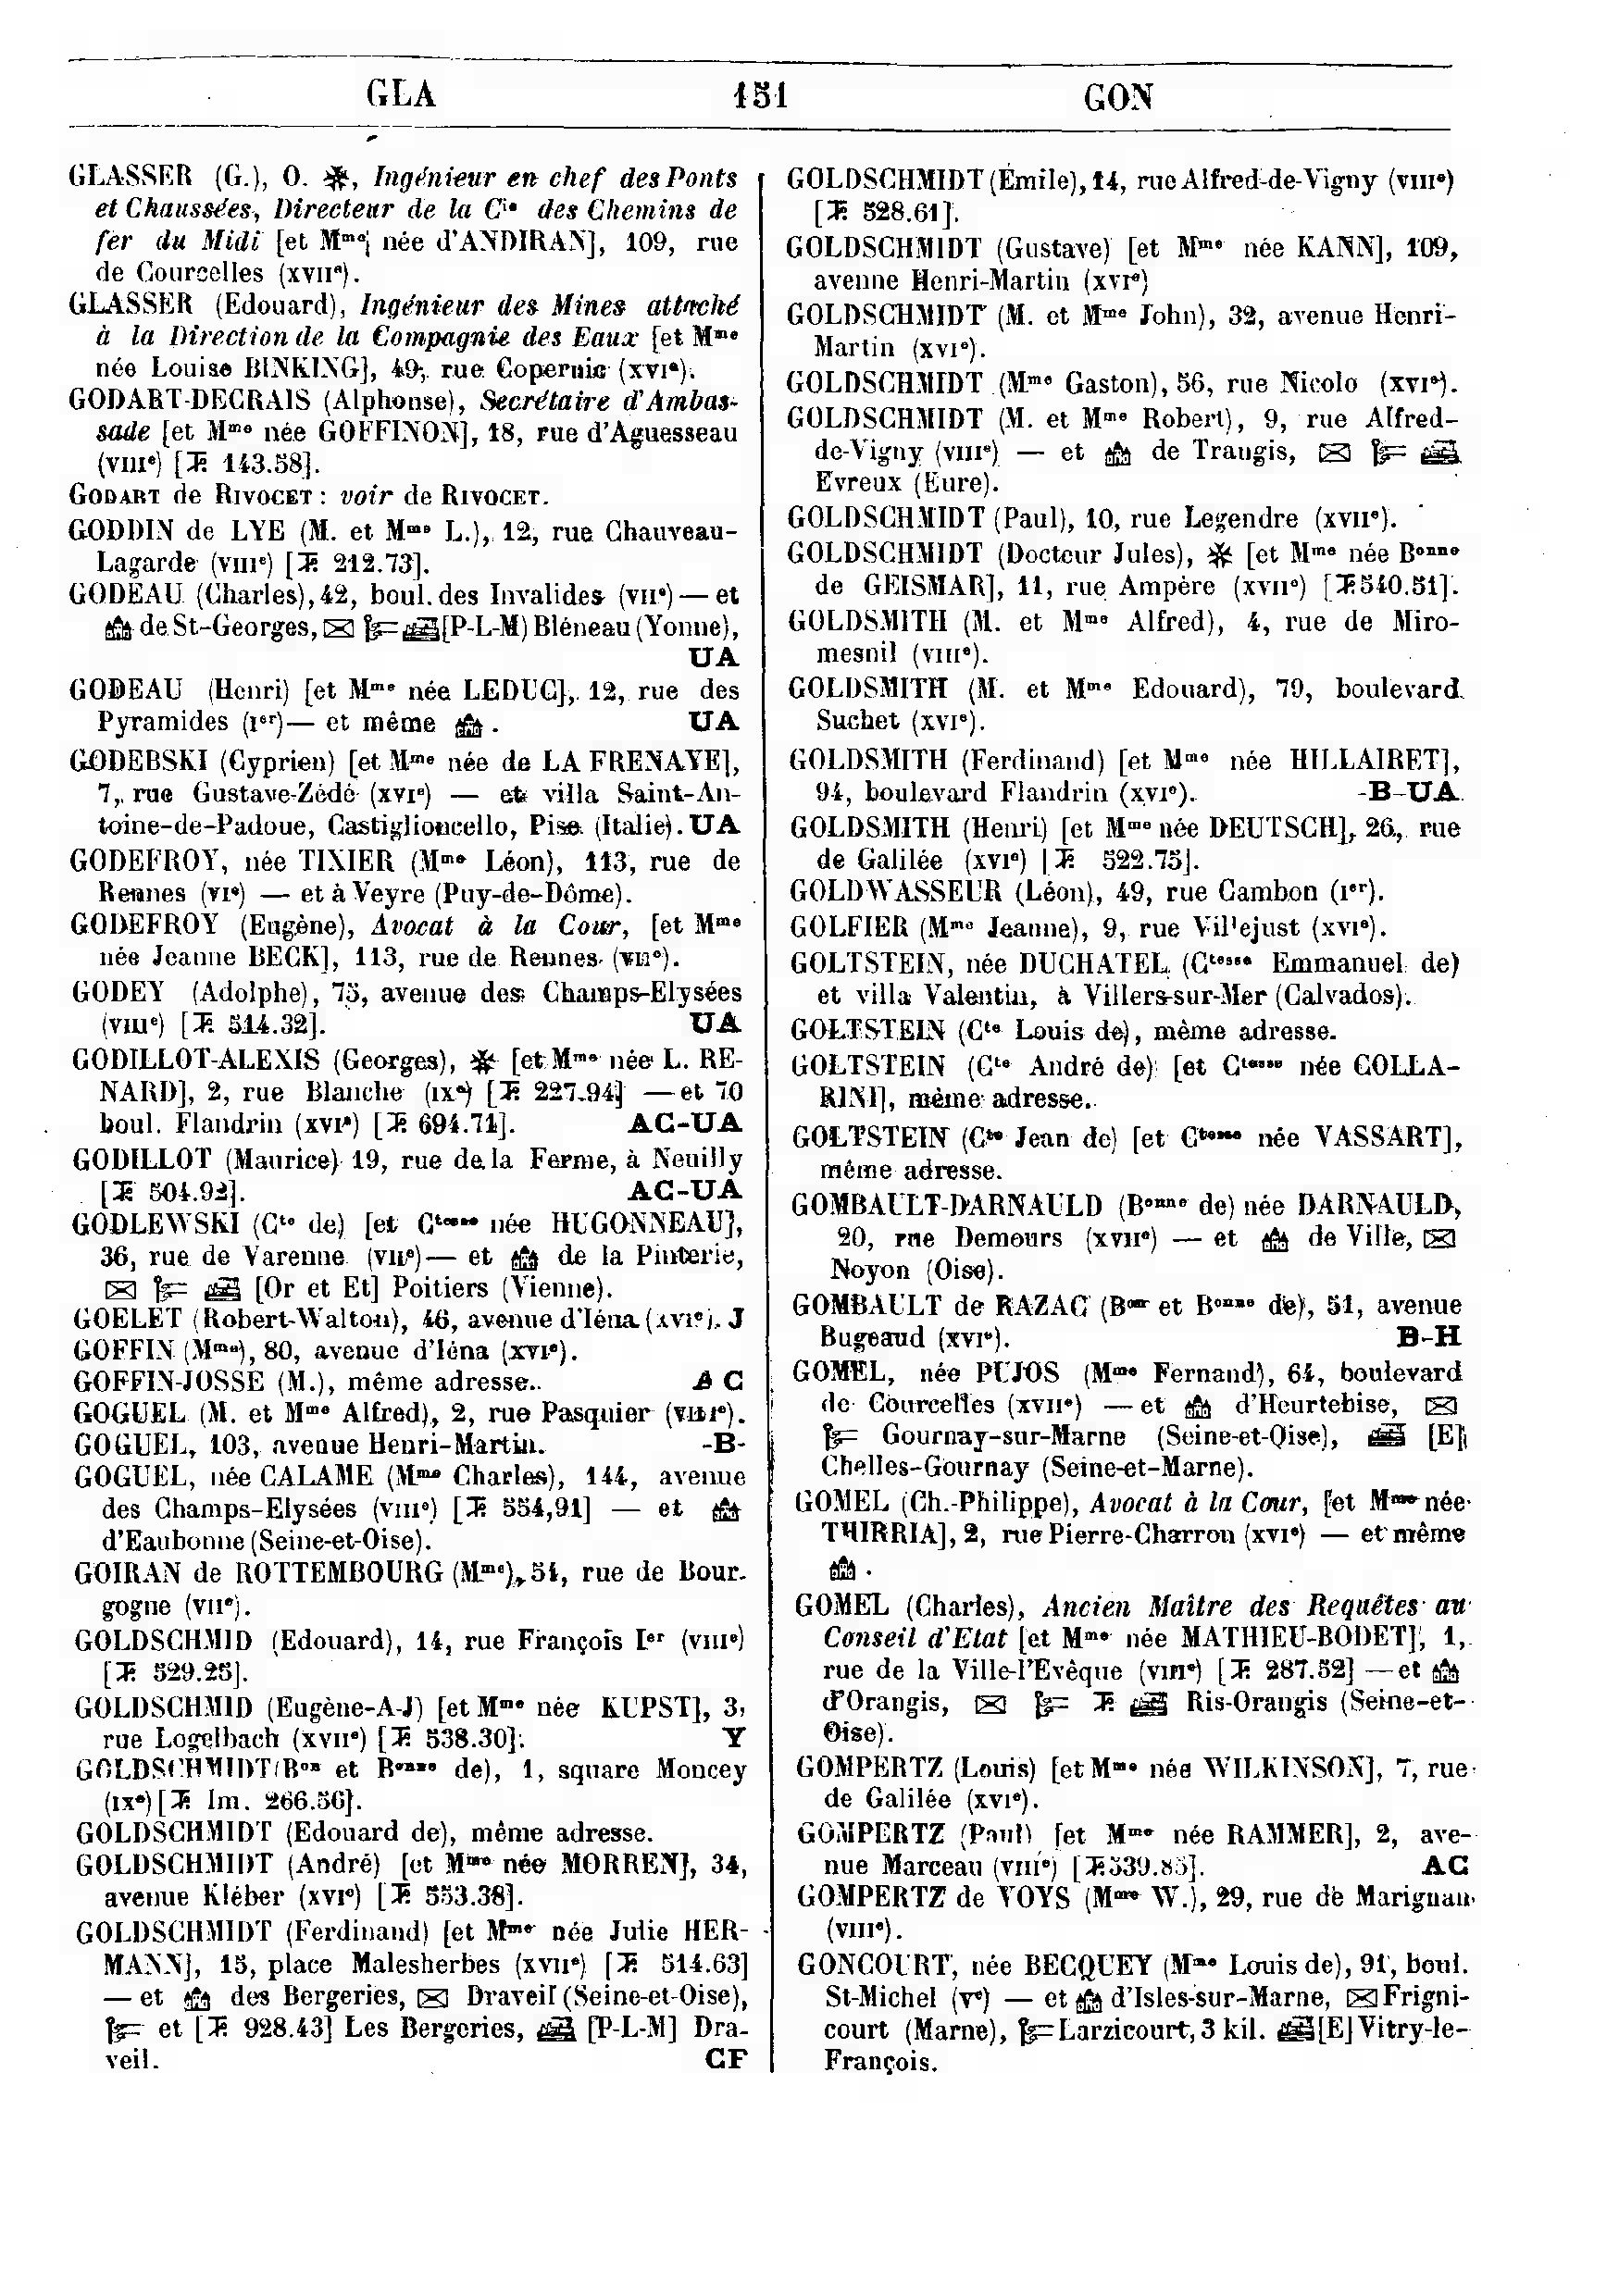 GLA 151 GON
GLASSER (G.), O. ✻, Ingénieur en chef des Ponts
et Chaussées, Directeur de la Cie des Chemins de
fer du Midi [et Mme née d'ANDIRAN], 109, rue
de Courcelles (XVIIe).
GLASSER (Edouard), Ingénieur des Mines attaché
à la Direction de la Compagnie des Eaux [et Mme
née Louise BINKING], 49, rue Copernic (XVIe).
GODART-DECRAIS (Alphonse), Secrétaire d'Ambas-
sade [et Mme née GOFFINON], 18, rue d'Aguesseau
(VIIIe) [T. 143.58].
GODART de RIVOCET : voir de RIVOCET.
GODDIN de LYE (M. et Mme L.), 12, rue Chauveau-
Lagarde (VIIIe) [T. 212.73].
GODEAU (Charles), 42, boul. des Invalides (VIIe) — et
de St-Georges, [P-L-M) Bléneau (Yonne),
UA
GODEAU (Henri) [et Mme née LEDUC], 12, rue des
Pyramides (Ier) — et même . UA
GODEBSKI (Cyprien) [et Mme née de LA FRENAYE],
7, rue Gustave-Zédé (XVIe) — et villa Saint-An-
toine-de-Padoue, Castiglioncello, Pise (Italie). UA
GODEFROY, née TIXIER (Mme Léon), 113, rue de
Rennes (VIe) — et à Veyre (Puy-de-Dôme).
GODEFROY (Eugène), Avocat à la Cour, [et Mme
née Jeanne BECK], 113, rue de Rennes.
GODEY (Adolphe), 75, avenue des Champs-Elysées
(VIIIe) [T. 514.32]. UA
GODILLOT-ALEXIS (Georges), ✻ [et Mme née L. RE-
NARD], 2, rue Blanche (IXe) [T. 227.94] — et 70
boul. Flandrin (XVIe) [T. 694.71]. AC-UA
GODILLOT (Maurice) 19, rue de la Ferme, à Neuilly
[T. 504.92]. AC-UA
GODLEWSKI (Cte de) [et Ctesse née HUGONNEAU],
36, rue de Varenne (VIIe) — et de la Pinterie,
[Or et Et] Poitiers (Vienne).
GOELET (Robert-Walton), 46, avenue d'Iéna (XVIe). J
GOFFIN (Mme), 80, avenue d'Iéna (XVIe).
GOFFIN-JOSSE (M.), même adresse. AC
GOGUEL (M. et Mme Alfred), 2, rue Pasquier (VIIIe).
GOGUEL, 103, avenue Henri-Martin. -B-
GOGUEL, née CALAME (Mme Charles), 144, avenue
des Champs-Elysées (VIIIe) [T. 554,91] — et
d'Eaubonne (Seine-et-Oise).
GOIRAN de ROTTEMBOURG (Mme), 51, rue de Bour-
gogne (VIIe).
GOLDSCHMID (Edouard), 14, rue François Ier (VIIIe)
[T. 529.25].
GOLDSCHMID (Eugène-A-J) [et Mme née KUPST], 3,
rue Logelbach (XVIIe) [T. 538.30]. Y
GOLDSCHMIDT (Bon et Bonne de), 1, square Moncey
(IXe) [T. Im. 266.56].
GOLDSCHMIDT (Edouard de), même adresse.
GOLDSCHMIDT (André) [et Mme née MORREN], 34,
avenue Kléber (XVIe) [T. 553.38].
GOLDSCHMIDT (Ferdinand) [et Mme née Julie HER-
MANN], 15, place Malesherbes (XVIIe) [T. 514.63]
— et des Bergeries, Draveil (Seine-et-Oise),
et [T. 928.43] Les Bergeries, [P-L-M] Dra-
veil. CF
GOLDSCHMIDT (Emile), 14, rue Alfred-de-Vigny (VIIIe)
[T. 528.61].
GOLDSCHMIDT (Gustave) [et Mme née KANN], 109,
avenue Henri-Martin (XVIe)
GOLDSCHMIDT (M. et Mme John), 32, avenue Henri-
Martin (XVIe).
GOLDSCHMIDT (Mme Gaston), 56, rue Nicolo (XVIe).
GOLDSCHMIDT (M. et Mme Robert), 9, rue Alfred-
de-Vigny (VIIIe) — et de Trangis,
Evreux (Eure).
GOLDSCHMIDT (Paul), 10, rue Legendre (XVIIe).
GOLDSCHMIDT (Docteur Jules), ✻ [et Mme née Bonne
de GEISMAR], 11, rue Ampère (XVIIe) [T. 540.51].
GOLDSMITH (M. et Mme Alfred), 4, rue de Miro-
mesnil (VIIIe).
GOLDSMITH (M. et Mme Edouard), 79, boulevard
Suchet (XVIe).
GOLDSMITH (Ferdinand) [et Mme née HILLAIRET],
94, boulevard Flandrin (XVIe). -B-UA
GOLDSMITH (Henri) [et Mme née DEUTSCH], 26, rue
de Galilée (XVIe) [T. 522.75].
GOLDWASSEUR (Léon), 49, rue Cambon (Ier).
GOLFIER (Mme Jeanne), 9, rue Villejust (XVIe).
GOLTSTEIN, née DUCHATEL (Ctesse Emmanuel de)
et villa Valentin, à Villers-sur-Mer (Calvados).
GOLTSTEIN (Cte Louis de), même adresse.
GOLTSTEIN (Cte André de) [et Ctesse née COLLA-
RINI], même adresse.
GOLTSTEIN (Cte Jean de) [et Ctesse née VASSART],
même adresse.
GOMBAULT-DARNAULD (Bonne de) née DARNAULD,
20, rue Demours (XVIIe) — et de Ville,
Noyon (Oise).
GOMBAULT de RAZAC (Bon et Bonne de), 51, avenue
Bugeaud (XVIe). B-H
GOMEL, née PUJOS (Mme Fernand), 64, boulevard
de Courcelles (XVIIe) — et d'Heurtebise,
Gournay-sur-Marne (Seine-et-Oise), [E]
Chelles-Gournay (Seine-et-Marne).
GOMEL (Ch.-Philippe), Avocat à la Cour, [et Mme née
THIRRIA], 2, rue Pierre-Charron (XVIe) — et même
.
GOMEL (Charles), Ancien Maître des Requêtes au
Conseil d'Etat [et Mme née MATHIEU-BODET], 1,
rue de la Ville-l'Evêque (VIIIe) [T. 287.52] — et
d'Orangis, T. Ris-Orangis (Seine-et-
Oise).
GOMPERTZ (Louis) [et Mme née WILKINSON], 7, rue
de Galilée (XVIe).
GOMPERTZ (Paul) [et Mme née RAMMER], 2, ave-
nue Marceau (VIIIe) [T. 539.85]. AC
GOMPERTZ de VOYS (Mme W.), 29, rue de Marignan
(VIIIe).
GONCOURT, née BECQUEY (Mme Louis de), 91, boul.
St-Michel (Ve) — et d'Isles-sur-Marne, Frigni-
court (Marne), Larzicourt, 3 kil. [E] Vitry-le-
François.